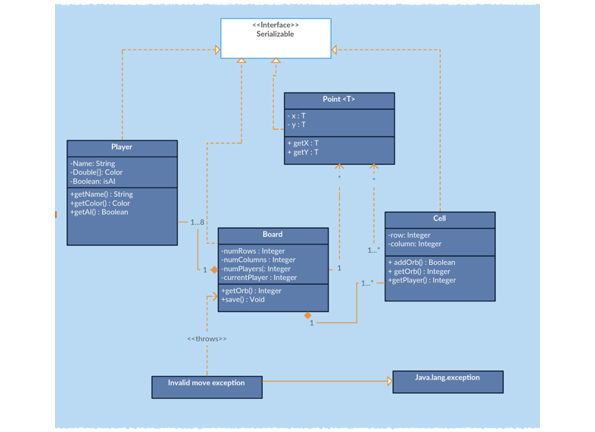 <<Interface>>
Serializable
Point <T>
- x : T
- y : T
+ getX : T
+ getY : T
Player
-Name: String
-Double[]: Color
-Boolean: isAI
+getName() : String
+getColor() : Color
+getAI() : Boolean
*
*
1...8
Cell
-row: Integer
-column: Integer
+ addOrb() : Boolean
+ getOrb() : Integer
+getPlayer() : Integer
Board
-numRows : Integer
-numColumns : Integer
-numPlayers(: Integer
-currentPlayer : Integer
+getOrb() : Integer
+save() : Void
1...*
1
1
1...*
1
<<throws>>
Invalid move exception
Java.lang.exception